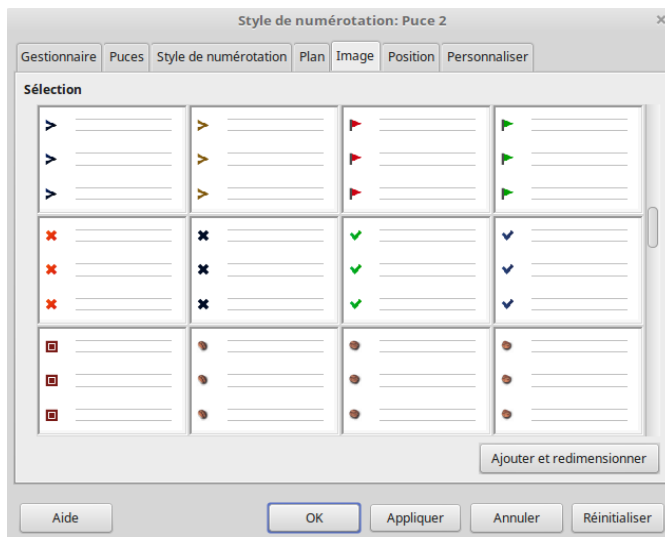 Style de numérotation: Puce 2
Gestionnaire Puces Style de numérotation Plan Image Position Personnaliser
Sélection
Ajouter et redimensionner
Aide OK Appliquer Annuler Réinitialiser